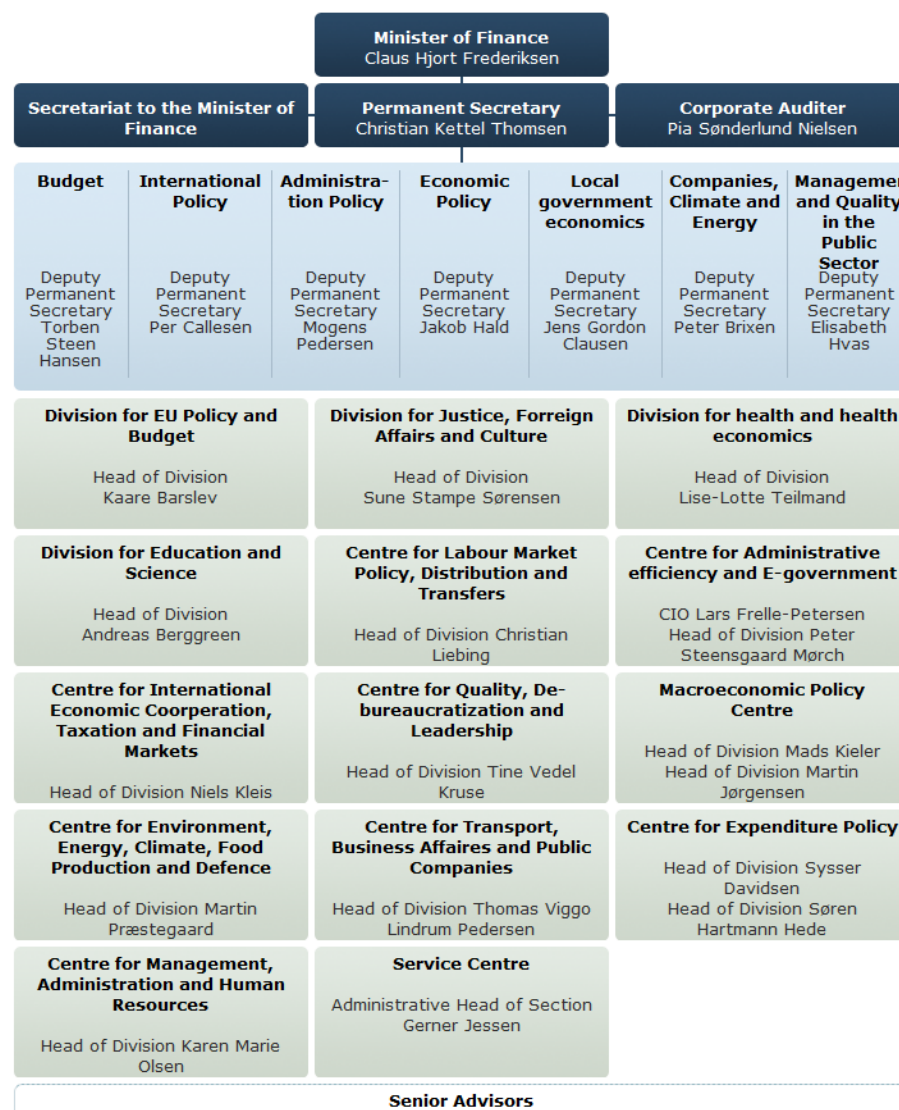 Minister of Finance
Claus Hjort Frederiksen
Secretariat to the Minister of
Finance
Permanent Secretary
Christian Kettel Thomsen
Corporate Auditer
Pia Sønderlund Nielsen
Budget
Deputy
Permanent
Secretary
Torben
Steen
Hansen
International
Policy
Deputy
Permanent
Secretary
Per Callesen
Administra-
tion Policy
Deputy
Permanent
Secretary
Mogens
Pedersen
Economic
Policy
Deputy
Permanent
Secretary
Jakob Hald
Local
government
economics
Deputy
Permanent
Secretary
Jens Gordon
Clausen
Companies,
Climate and
Energy
Deputy
Permanent
Secretary
Peter Brixen
Managemen
and Quality
in the
Public
Sector
Deputy
Permanent
Secretary
Elisabeth
Hvas
Division for EU Policy and
Budget
Head of Division
Kaare Barslev
Division for Justice, Forreign
Affairs and Culture
Head of Division
Sune Stampe Sørensen
Division for health and health
economics
Head of Division
Lise-Lotte Teilmand
Division for Education and
Science
Head of Division
Andreas Berggreen
Centre for Labour Market
Policy, Distribution and
Transfers
Head of Division Christian
Liebing
Centre for Administrative
efficiency and E-government
CIO Lars Frelle-Petersen
Head of Division Peter
Steensgaard Mørch
Centre for International
Economic Coorperation,
Taxation and Financial
Markets
Head of Division Niels Kleis
Centre for Quality, De-
bureaucratization and
Leadership
Head of Division Tine Vedel
Kruse
Macroeconomic Policy
Centre
Head of Division Mads Kieler
Head of Division Martin
Jørgensen
Centre for Environment,
Energy, Climate, Food
Production and Defence
Head of Division Martin
Præstegaard
Centre for Transport,
Business Affaires and Public
Companies
Head of Division Thomas Viggo
Lindrum Pedersen
Centre for Expenditure Policy
Head of Division Sysser
Davidsen
Head of Division Søren
Hartmann Hede
Centre for Management,
Administration and Human
Resources
Head of Division Karen Marie
Olsen
Service Centre
Administrative Head of Section
Gerner Jessen
Senior Advisors